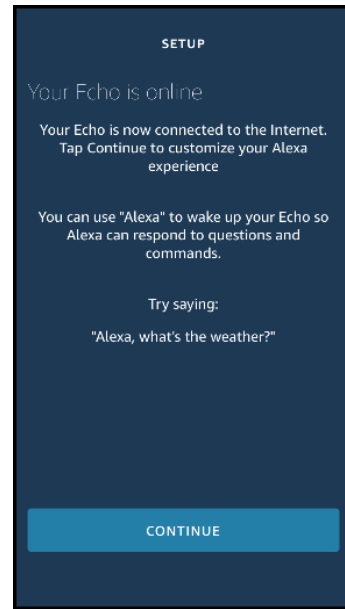 SETUP
Your Echo is online
Your Echo is now connected to the Internet.
Tap Continue to customize your Alexa
experience
You can use "Alexa" to wake up your Echo so
Alexa can respond to questions and
commands.
Try saying:
"Alexa, what's the weather?"
CONTINUE